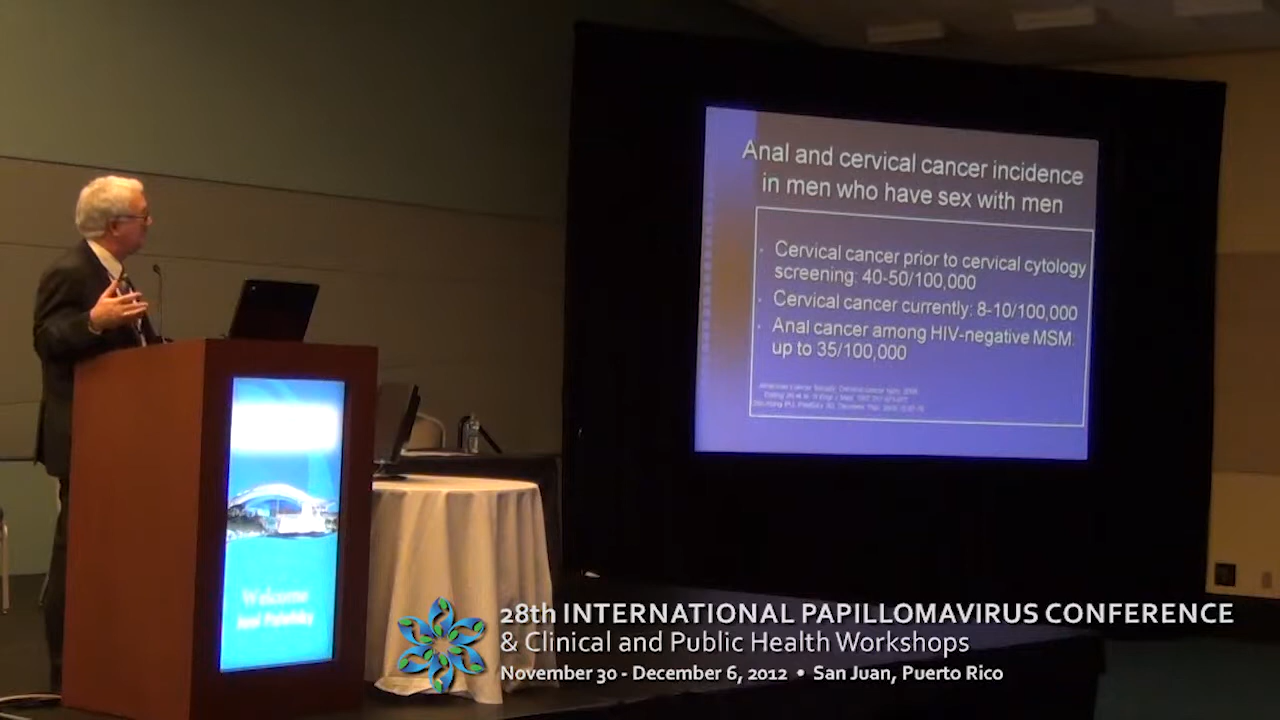 Anal and cervical cancer incidence
in men who have sex with men
Cervical cancer prior to cervical cytology
screening: 40-50/100,000
Cervical cancer currently: 8-10/100,000
Anal cancer among HIV-negative MSM:
up to 35/100,000
Welcome
28th INTERNATIONAL PAPILLOMAVIRUS CONFERENCE
& Clinical and Public Health Workshops
November 30 - December 6, 2012 • San Juan, Puerto Rico